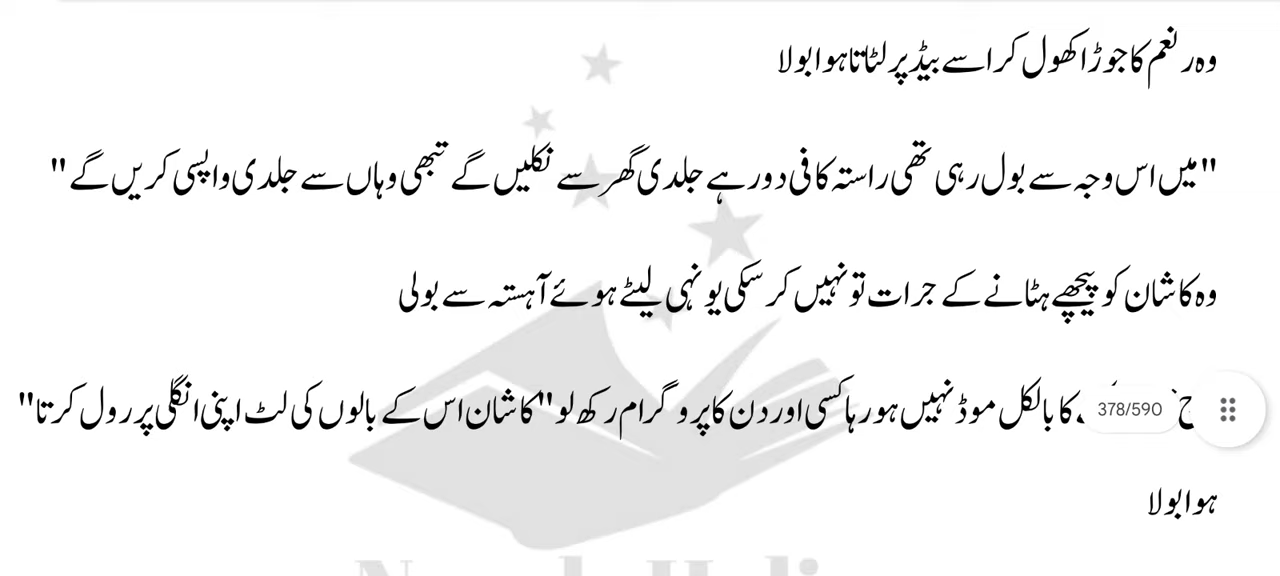 وہ رنعم کا جوڑا کھول کر اسے بیڈ پر لٹاتا ہوا بولا
"میں اس وجہ سے بول رہی تھی راستہ کافی دور ہے جلدی گھر سے نکلیں گے تبھی وہاں سے جلدی واپسی کریں گے"
وہ کاشان کو پیچھے ہٹانے کے جرات تو نہیں کر سکی یونہی لیٹے ہوئے آہستہ سے بولی
کا بالکل موڈ نہیں ہو رہا کسی اور دن کا پروگرام رکھ لو" کاشان اس کے بالوں کی لٹ اپنی انگلی پر رول کرتا"
378/590
ہوا بولا